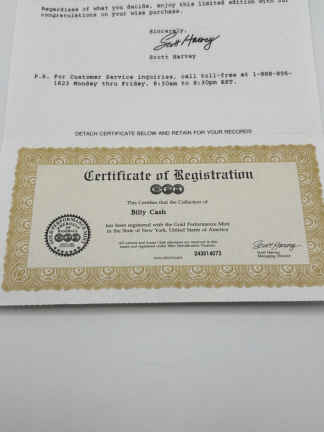 Regardless of what you decide, enjoy this limited edition with our
congratulations on your wise purchase.
Sincerely,
Scott Harvey
Scott Harvey
P.S. For Customer Service inquiries, call toll-free at 1-888-896-
1623 Monday thru Friday, 8:30am to 8:30pm EST.
DETACH CERTIFICATE BELOW AND RETAIN FOR YOUR RECORDS
Certificate of Registration
This Certifies that the Collection of
Billy Cash
has been registered with the Gold Performance Mint
in the State of New York, United States of America
243914073
Scott Harvey
Scott Harvey
Managing Director